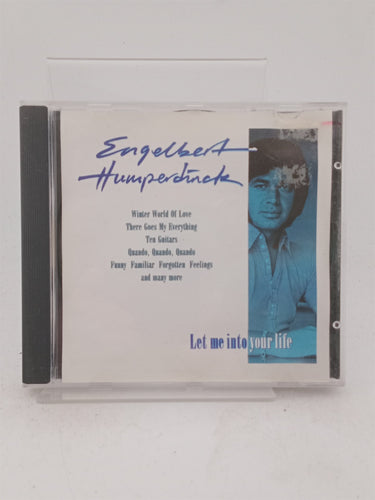 Engelbert
Humperdinck
Winter World Of Love
There Goes My Everything
Ten Guitars
Quando, Quando, Quando
Funny Familiar Forgotten Feelings
and many more
Let me into your life